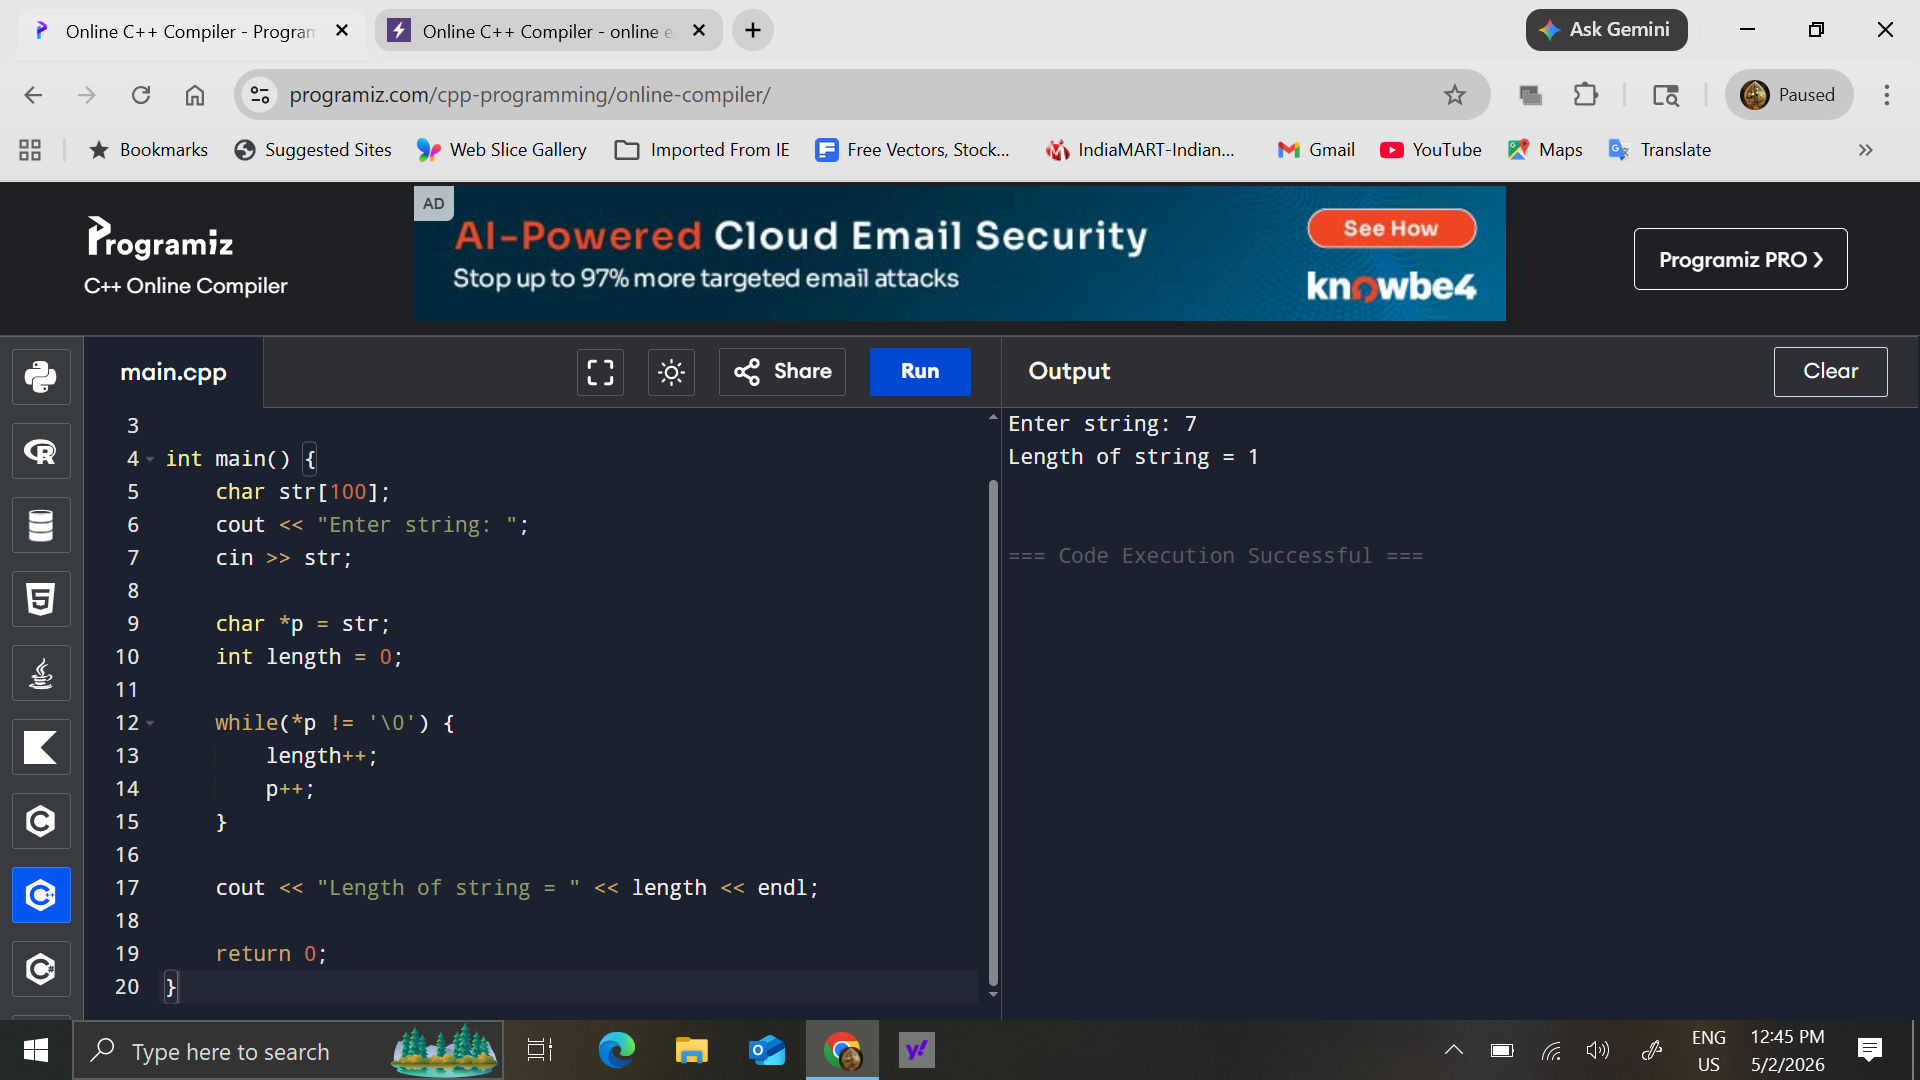 Online C++ Compiler - Program
Online C++ Compiler - online e
Ask Gemini
programiz.com/cpp-programming/online-compiler/
Paused
Bookmarks
Suggested Sites
Web Slice Gallery
Imported From IE
Free Vectors, Stock...
IndiaMART-Indian...
Gmail
YouTube
Maps
Translate
Programiz
C++ Online Compiler
AD
AI-Powered Cloud Email Security
Stop up to 97% more targeted email attacks
See How
knowbe4
Programiz PRO ❯
main.cpp
Share
Run
Output
Clear
3
4 int main() {
5 char str[100];
6 cout << "Enter string: ";
7 cin >> str;
8
9 char *p = str;
10 int length = 0;
11
12 while(*p != '\0') {
13 length++;
14 p++;
15 }
16
17 cout << "Length of string = " << length << endl;
18
19 return 0;
20 }
Enter string: 7
Length of string = 1
=== Code Execution Successful ===
Type here to search
ENG
US
12:45 PM
5/2/2026